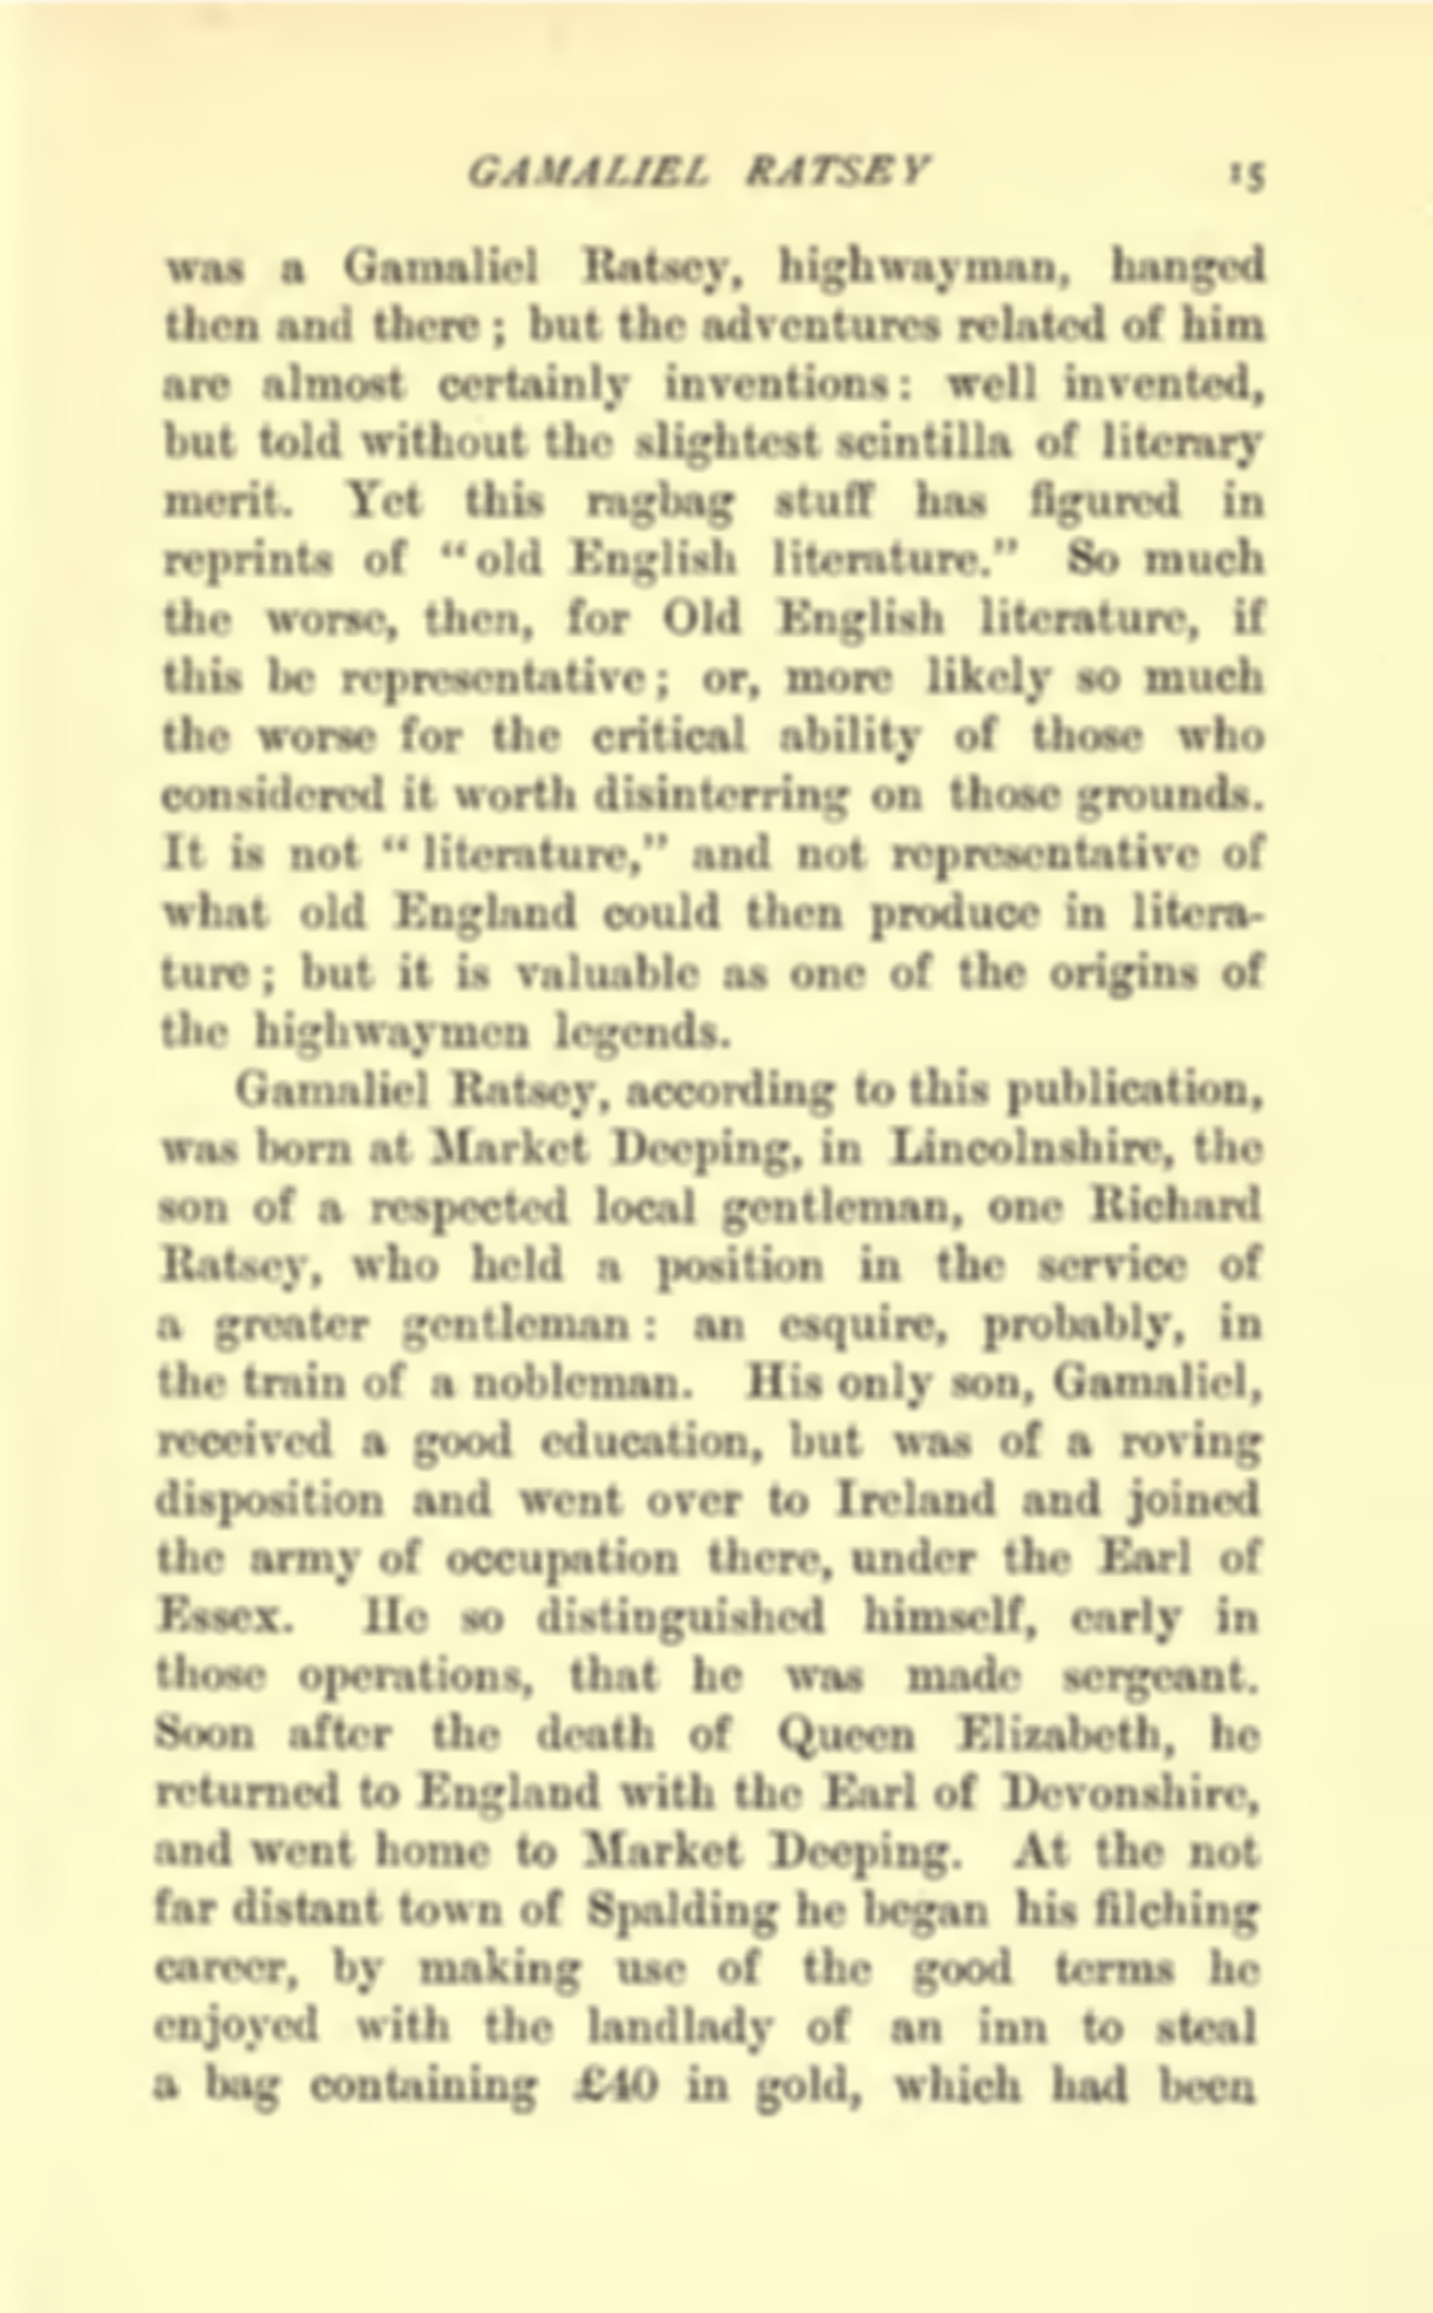 GAMALIEL RATSEY 15
was a Gamaliel Ratsey, highwayman, hanged
then and there ; but the adventures related of him
are almost certainly inventions : well invented,
but told without the slightest scintilla of literary
merit. Yet this ragbag stuff has figured in
reprints of “ old English literature.” So much
the worse, then, for Old English literature, if
this be representative ; or, more likely so much
the worse for the critical ability of those who
considered it worth disinterring on those grounds.
It is not “ literature,” and not representative of
what old England could then produce in litera-
ture ; but it is valuable as one of the origins of
the highwaymen legends.
Gamaliel Ratsey, according to this publication,
was born at Market Deeping, in Lincolnshire, the
son of a respected local gentleman, one Richard
Ratsey, who held a position in the service of
a greater gentleman : an esquire, probably, in
the train of a nobleman. His only son, Gamaliel,
received a good education, but was of a roving
disposition and went over to Ireland and joined
the army of occupation there, under the Earl of
Essex. He so distinguished himself, early in
those operations, that he was made sergeant.
Soon after the death of Queen Elizabeth, he
returned to England with the Earl of Devonshire,
and went home to Market Deeping. At the not
far distant town of Spalding he began his filching
career, by making use of the good terms he
enjoyed with the landlady of an inn to steal
a bag containing £40 in gold, which had been